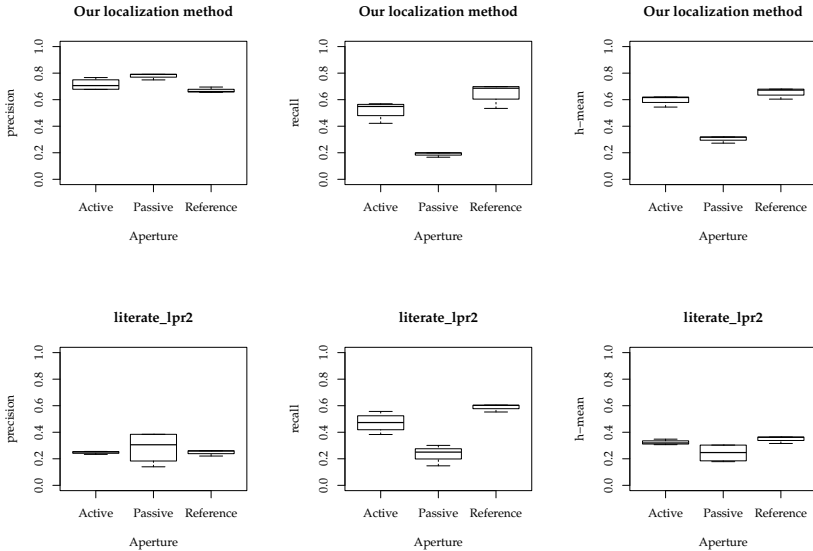 Our localization method
precision
0.0 0.2 0.4 0.6 0.8 1.0
Active Passive Reference
Aperture
Our localization method
recall
0.0 0.2 0.4 0.6 0.8 1.0
Active Passive Reference
Aperture
Our localization method
h−mean
0.0 0.2 0.4 0.6 0.8 1.0
Active Passive Reference
Aperture
literate_lpr2
precision
0.0 0.2 0.4 0.6 0.8 1.0
Active Passive Reference
Aperture
literate_lpr2
recall
0.0 0.2 0.4 0.6 0.8 1.0
Active Passive Reference
Aperture
literate_lpr2
h−mean
0.0 0.2 0.4 0.6 0.8 1.0
Active Passive Reference
Aperture